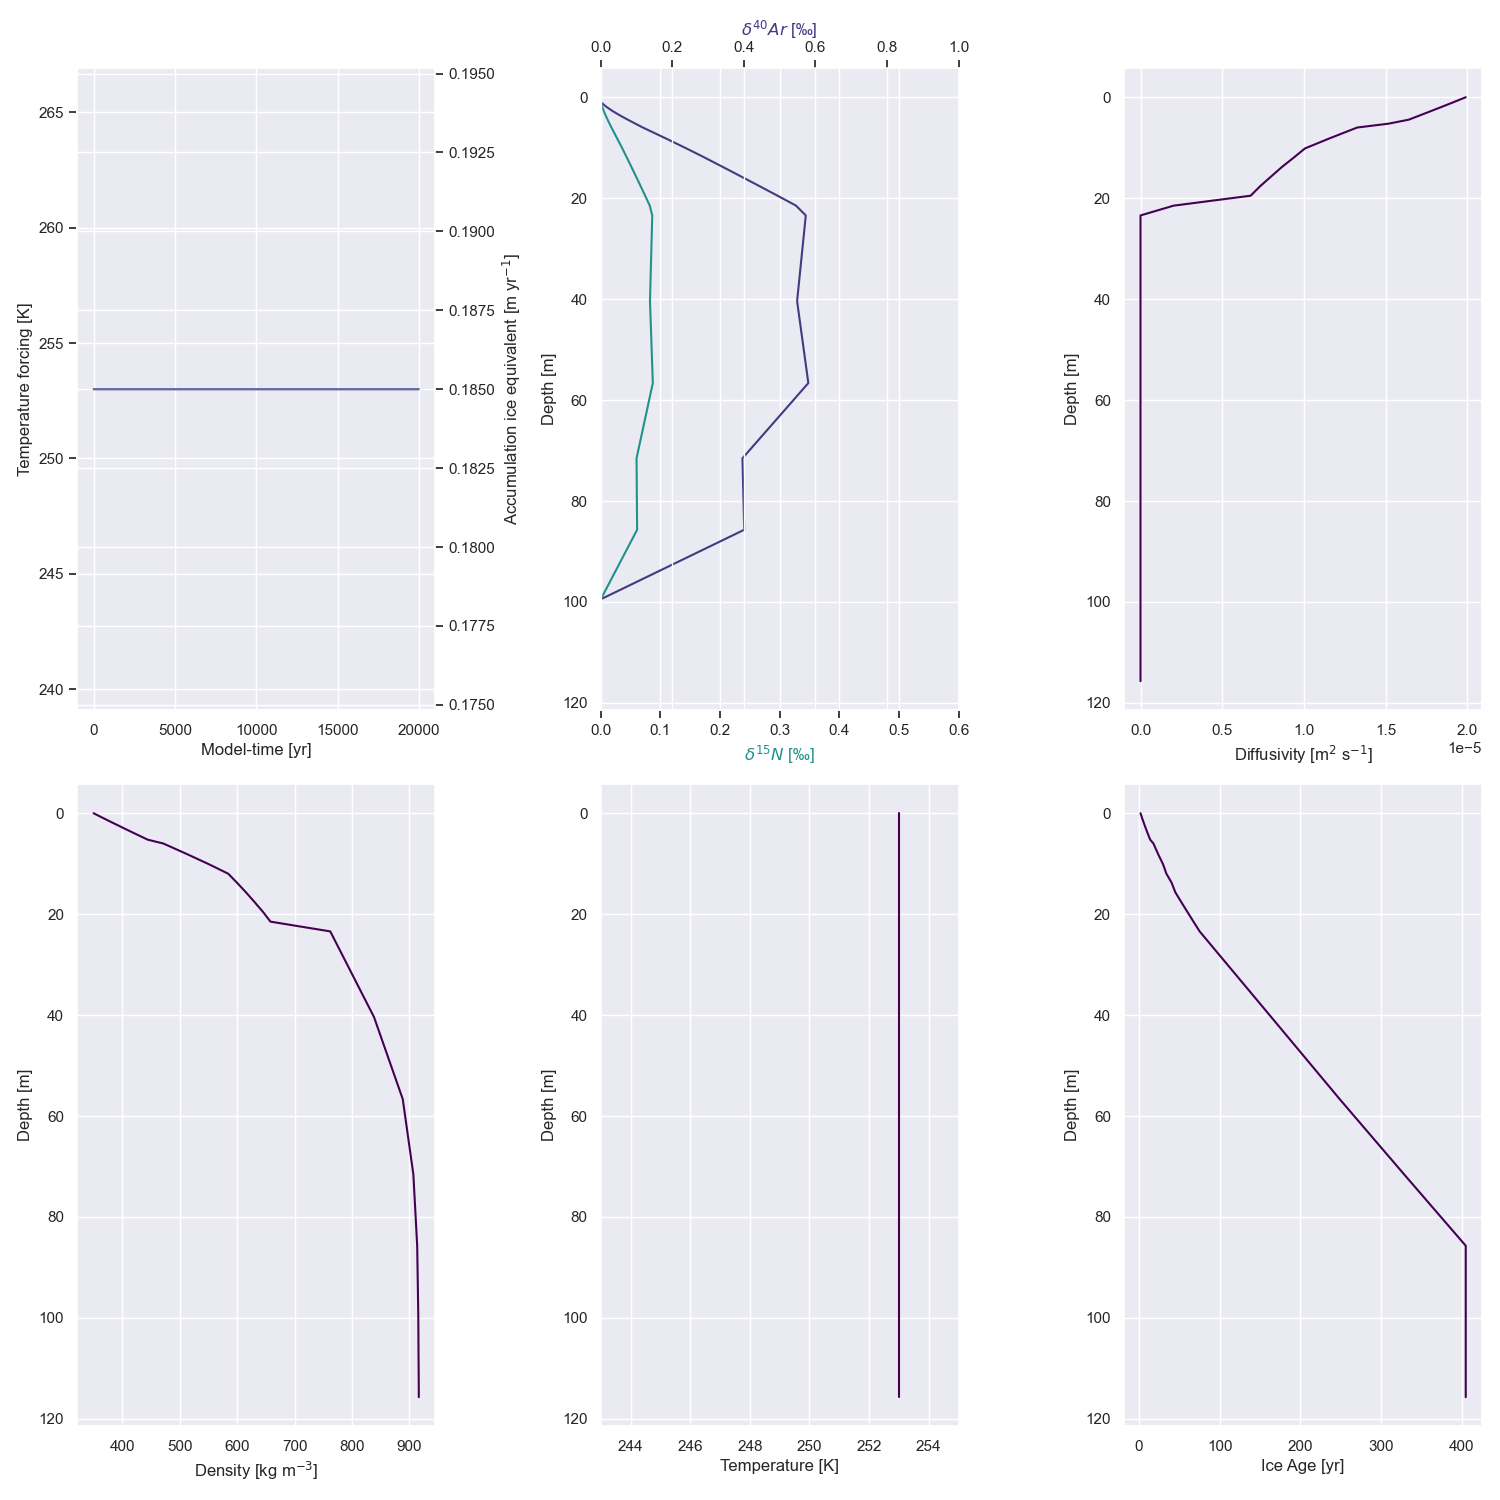 265
260
255
250
245
240
Temperature forcing [K]
0 5000 10000 15000 20000
Model-time [yr]
0.1950
0.1925
0.1900
0.1875
0.1850
0.1825
0.1800
0.1775
0.1750
Accumulation ice equivalent [m yr⁻¹]
δ⁴⁰Ar [‰]
0.0 0.2 0.4 0.6 0.8 1.0
0
20
40
60
80
100
120
Depth [m]
0.0 0.1 0.2 0.3 0.4 0.5 0.6
δ¹⁵N [‰]
0
20
40
60
80
100
120
Depth [m]
0.0 0.5 1.0 1.5 2.0
1e−5
Diffusivity [m² s⁻¹]
0
20
40
60
80
100
120
Depth [m]
400 500 600 700 800 900
Density [kg m⁻³]
0
20
40
60
80
100
120
Depth [m]
244 246 248 250 252 254
Temperature [K]
0
20
40
60
80
100
120
Depth [m]
0 100 200 300 400
Ice Age [yr]